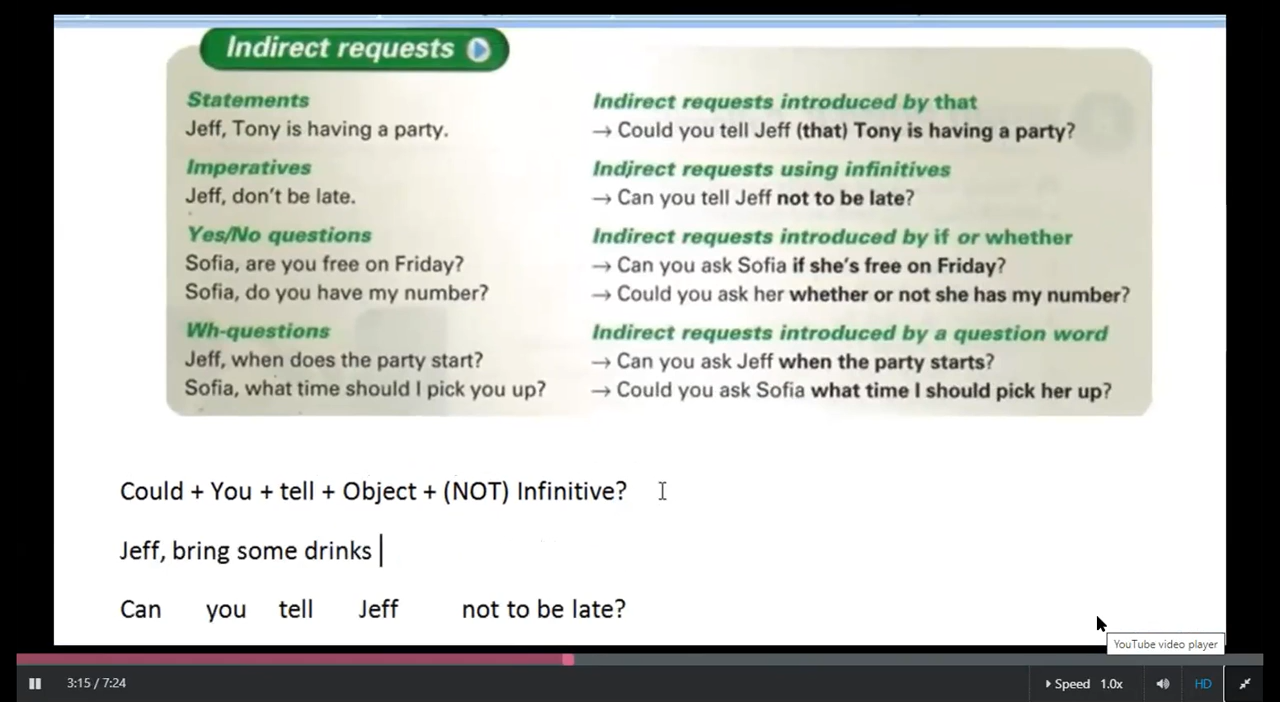 Indirect requests
Statements
Jeff, Tony is having a party.
Indirect requests introduced by that
→ Could you tell Jeff (that) Tony is having a party?
Imperatives
Jeff, don't be late.
Indirect requests using infinitives
→ Can you tell Jeff not to be late?
Yes/No questions
Sofia, are you free on Friday?
Sofia, do you have my number?
Indirect requests introduced by if or whether
→ Can you ask Sofia if she's free on Friday?
→ Could you ask her whether or not she has my number?
Wh-questions
Jeff, when does the party start?
Sofia, what time should I pick you up?
Indirect requests introduced by a question word
→ Can you ask Jeff when the party starts?
→ Could you ask Sofia what time I should pick her up?
Could + You + tell + Object + (NOT) Infinitive?
Jeff, bring some drinks
Can you tell Jeff not to be late?
YouTube video player
3:15 / 7:24
Speed 1.0x
HD